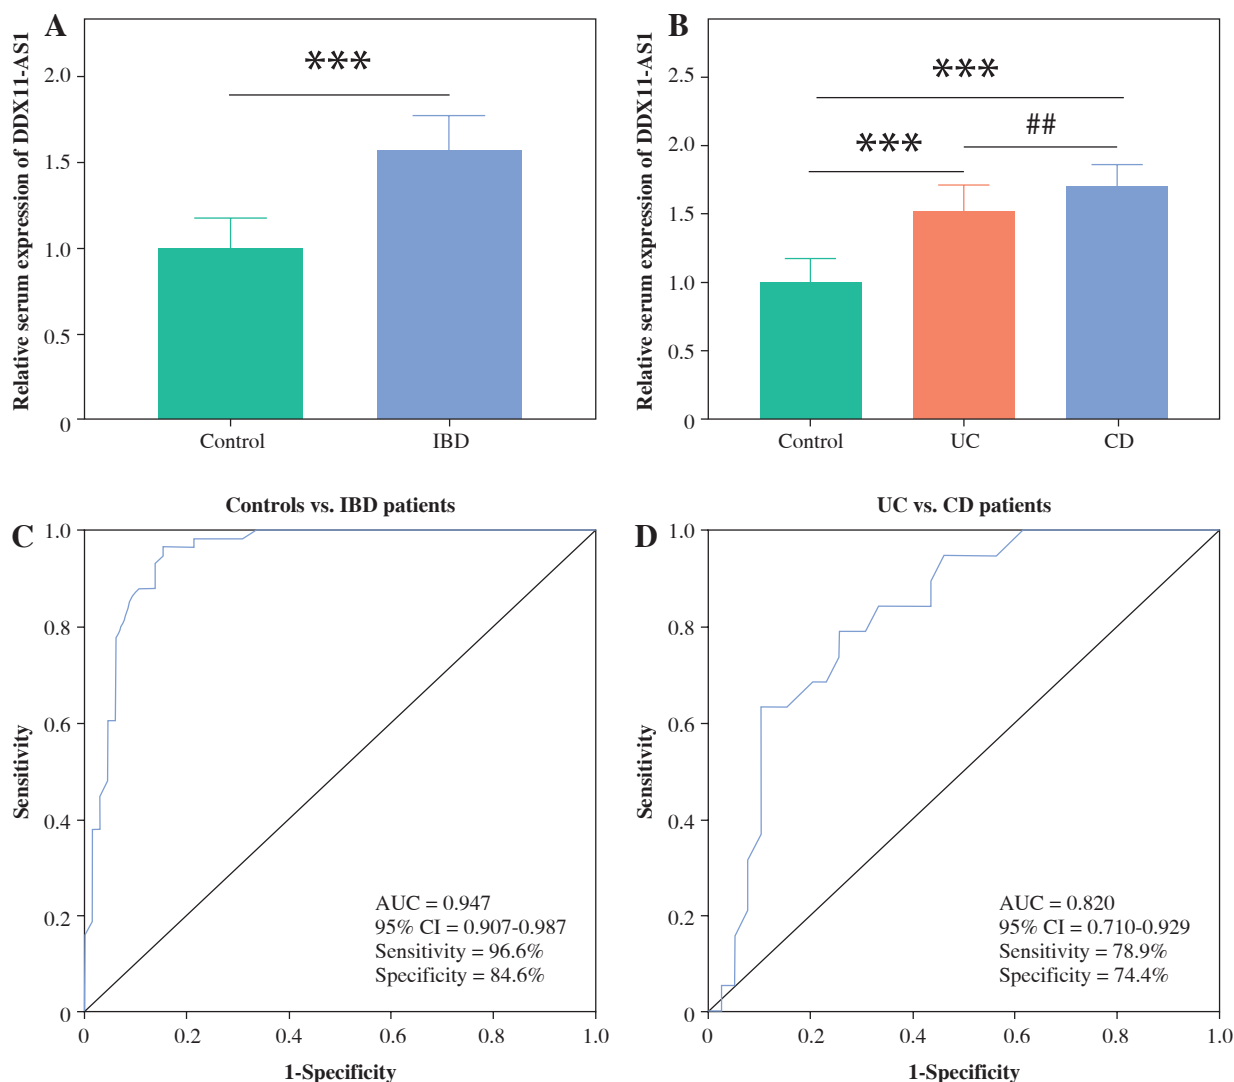 A
Relative serum expression of DDX11-AS1
2.0
1.5
1.0
0.5
0
***
Control
IBD
B
Relative serum expression of DDX11-AS1
2.5
2.0
1.5
1.0
0.5
0
***
***
##
Control
UC
CD
C
Controls vs. IBD patients
Sensitivity
1.0
0.8
0.6
0.4
0.2
0
AUC = 0.947
95% CI = 0.907-0.987
Sensitivity = 96.6%
Specificity = 84.6%
0
0.2
0.4
0.6
0.8
1.0
1-Specificity
D
UC vs. CD patients
Sensitivity
1.0
0.8
0.6
0.4
0.2
0
AUC = 0.820
95% CI = 0.710-0.929
Sensitivity = 78.9%
Specificity = 74.4%
0
0.2
0.4
0.6
0.8
1.0
1-Specificity